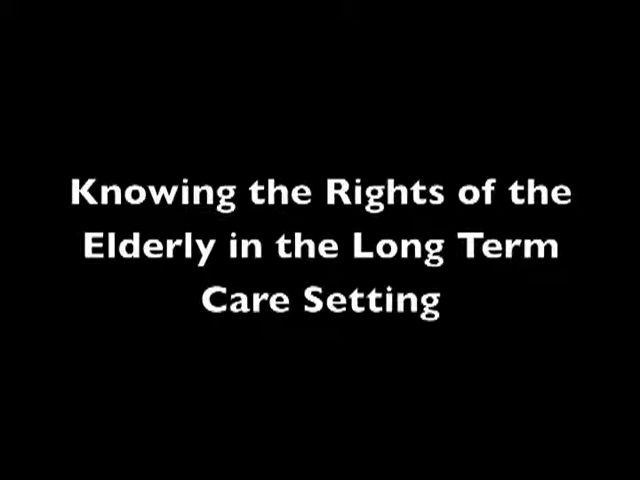 Knowing the Rights of the
Elderly in the Long Term
Care Setting